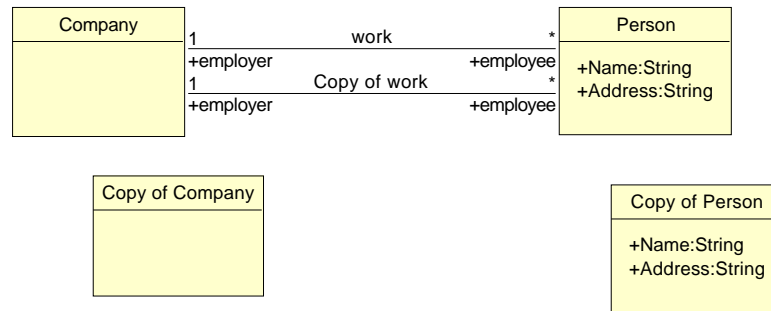 Company
1 work *
+employer +employee
1 Copy of work *
+employer +employee
Person
+Name:String
+Address:String
Copy of Company
Copy of Person
+Name:String
+Address:String